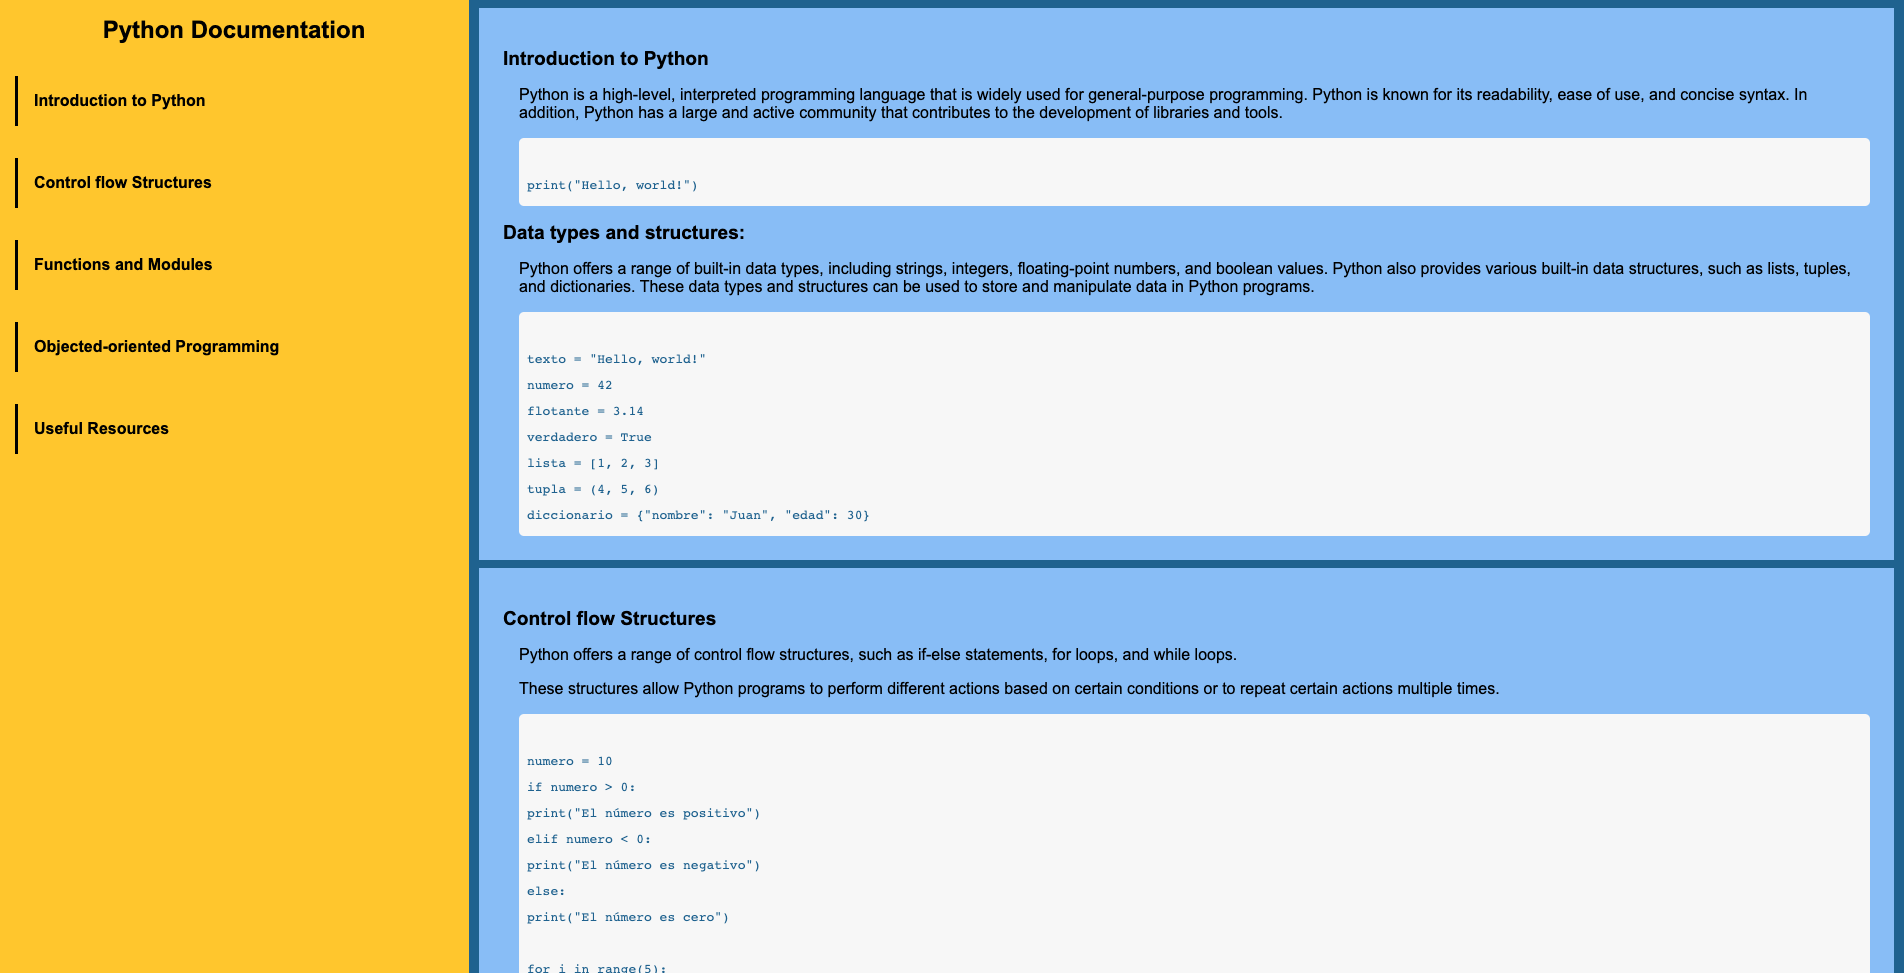 Python Documentation
Introduction to Python
Control flow Structures
Functions and Modules
Objected-oriented Programming
Useful Resources
Introduction to Python
Python is a high-level, interpreted programming language that is widely used for general-purpose programming. Python is known for its readability, ease of use, and concise syntax. In
addition, Python has a large and active community that contributes to the development of libraries and tools.
print("Hello, world!")
Data types and structures:
Python offers a range of built-in data types, including strings, integers, floating-point numbers, and boolean values. Python also provides various built-in data structures, such as lists, tuples,
and dictionaries. These data types and structures can be used to store and manipulate data in Python programs.
texto = "Hello, world!"
numero = 42
flotante = 3.14
verdadero = True
lista = [1, 2, 3]
tupla = (4, 5, 6)
diccionario = {"nombre": "Juan", "edad": 30}
Control flow Structures
Python offers a range of control flow structures, such as if-else statements, for loops, and while loops.
These structures allow Python programs to perform different actions based on certain conditions or to repeat certain actions multiple times.
numero = 10
if numero > 0:
print("El número es positivo")
elif numero < 0:
print("El número es negativo")
else:
print("El número es cero")
for i in range(5):